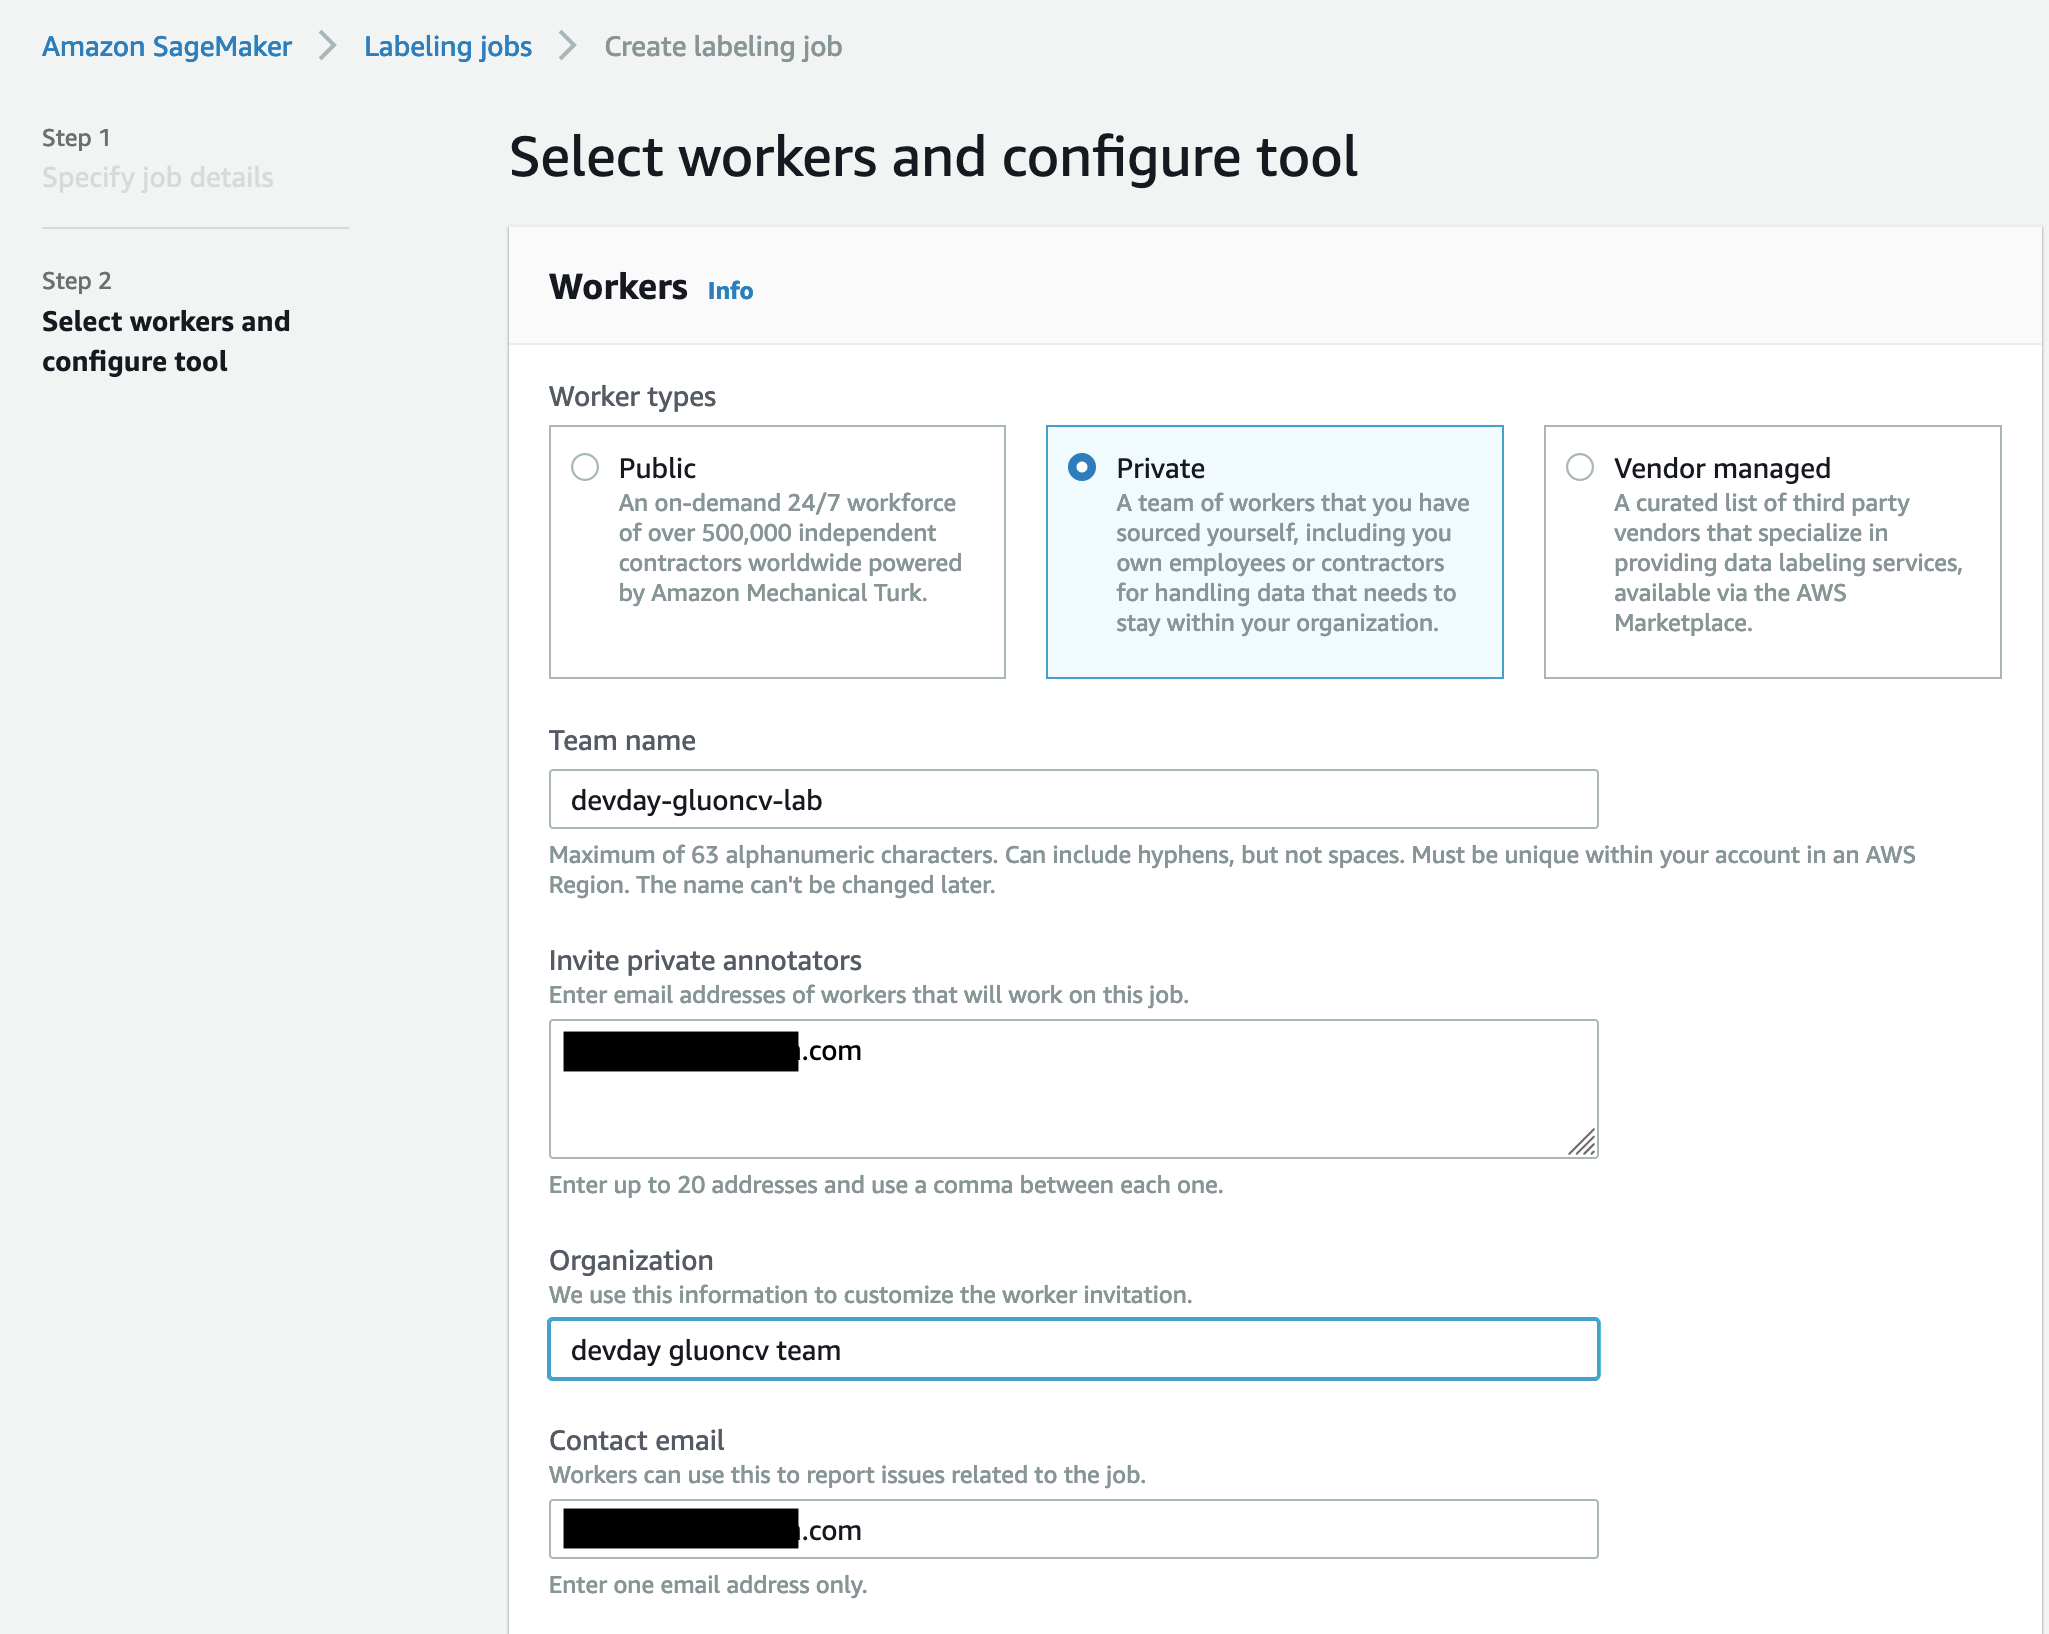 Amazon SageMaker > Labeling jobs > Create labeling job
Step 1
Specify job details
Step 2
Select workers and
configure tool
Select workers and configure tool
Workers Info
Worker types
Public
An on-demand 24/7 workforce
of over 500,000 independent
contractors worldwide powered
by Amazon Mechanical Turk.
Private
A team of workers that you have
sourced yourself, including you
own employees or contractors
for handling data that needs to
stay within your organization.
Vendor managed
A curated list of third party
vendors that specialize in
providing data labeling services,
available via the AWS
Marketplace.
Team name
devday-gluoncv-lab
Maximum of 63 alphanumeric characters. Can include hyphens, but not spaces. Must be unique within your account in an AWS
Region. The name can't be changed later.
Invite private annotators
Enter email addresses of workers that will work on this job.
.com
Enter up to 20 addresses and use a comma between each one.
Organization
We use this information to customize the worker invitation.
devday gluoncv team
Contact email
Workers can use this to report issues related to the job.
.com
Enter one email address only.